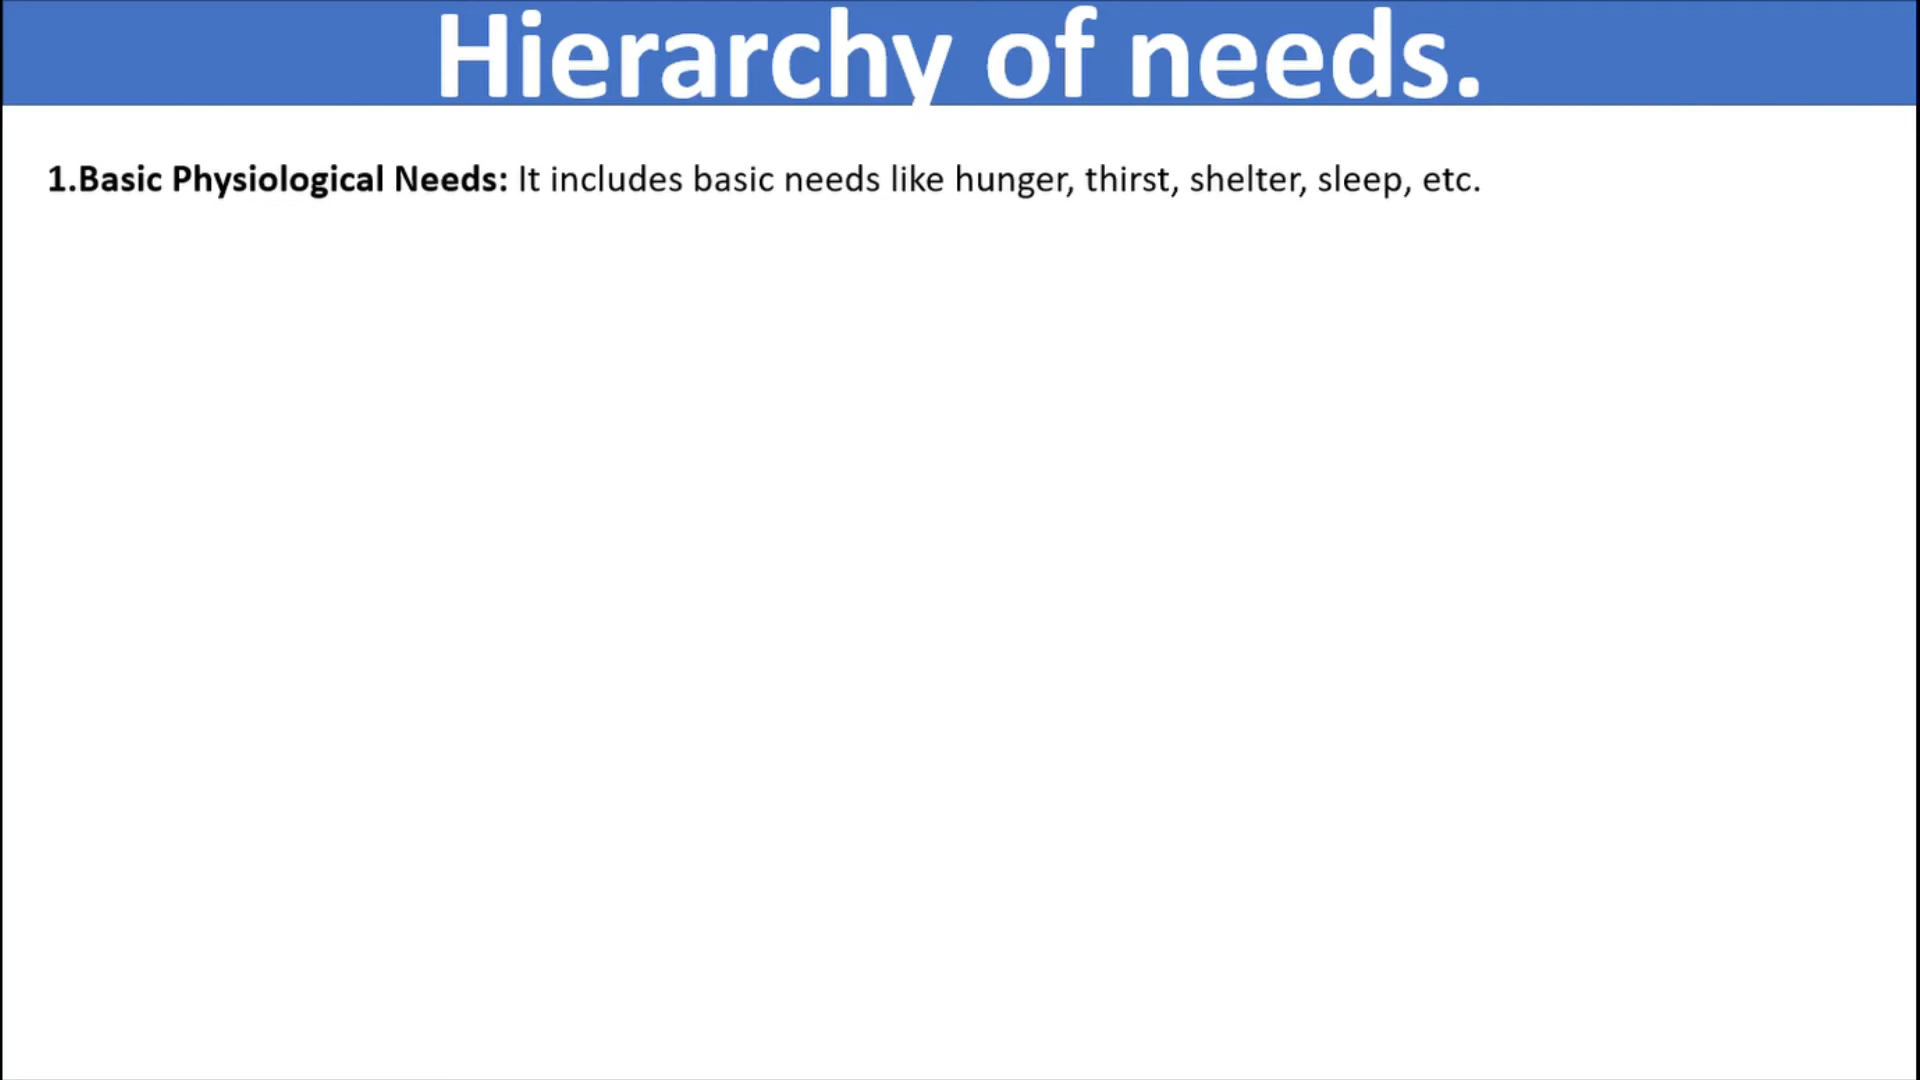 Hierarchy of needs.
1.Basic Physiological Needs: It includes basic needs like hunger, thirst, shelter, sleep, etc.